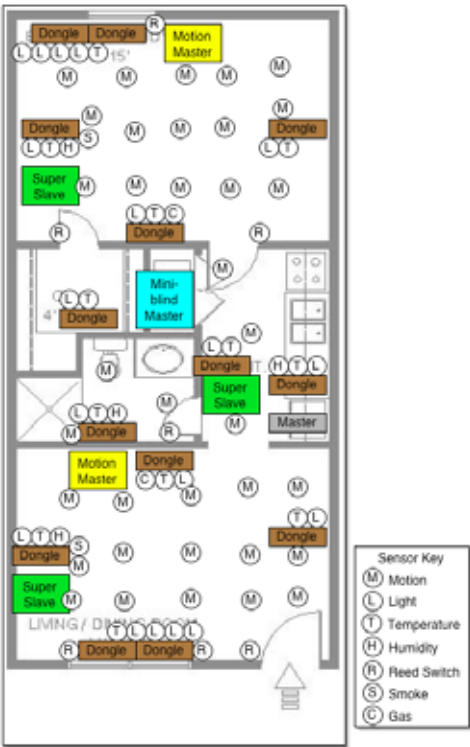 R
Dongle Dongle
Motion
Master
L L L L T 15'
M M M M M
M M
Dongle Dongle
S
M M M
L T H L T
Super
Slave
M M M M M
L T C
Dongle
R R
M
Mini-
blind
Master
L T
4'
Dongle
M
L T
Dongle
M
H T L
Dongle
Super
Slave
M
L T H
M Dongle R
M
Master
Motion
Master
Dongle
C T L
M M M M M
T L
Dongle
L T H
S
Dongle
M M M M M
Super
Slave
M M M M M
LIVING / DINING ROOM
T L L L L
R Dongle Dongle R R
Sensor Key
M Motion
L Light
T Temperature
H Humidity
R Reed Switch
S Smoke
C Gas